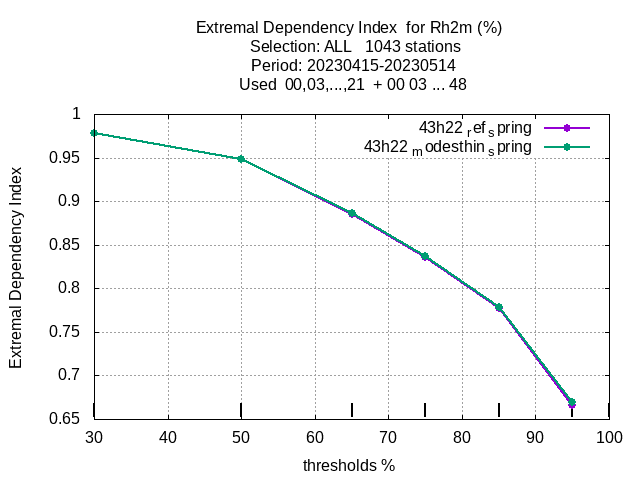 Extremal Dependency Index  for Rh2m (%)
Selection: ALL   1043 stations
Period: 20230415-20230514
Used  00,03,...,21  + 00 03 ... 48
43h22 ref spring
43h22 modesthin spring
1
0.95
0.9
0.85
0.8
0.75
0.7
0.65
Extremal Dependency Index
30 40 50 60 70 80 90 100
thresholds %